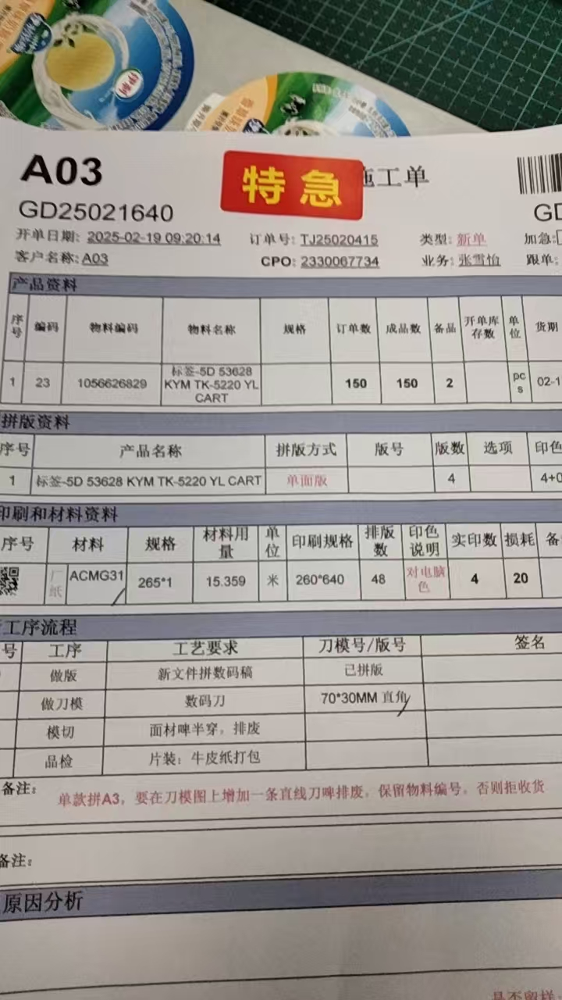 伊利
A03
特急
施工单
GD25021640
GD
开单日期: 2025-02-19 09:20:14 订单号: TJ25020415 类型: 新单 加急:
客户名称: A03 CPO: 2330067734 业务: 张雪怡 跟单:
产品资料
序号 编码 物料编码 物料名称 规格 订单数 成品数 备品 开单库存数 单位 货期
1 23 1056626829 标签-5D 53628 KYM TK-5220 YL CART 150 150 2 pcs 02-1
拼版资料
序号 产品名称 拼版方式 版号 版数 选项 印色
1 标签-5D 53628 KYM TK-5220 YL CART 单面版 4 4+0
印刷和材料资料
序号 材料 规格 材料用量 单位 印刷规格 排版数 印色说明 实印数 损耗 备
厂纸 ACMG31 265*1 15.359 米 260*640 48 对电脑色 4 20
工序流程
号 工序 工艺要求 刀模号/版号 签名
做版 新文件拼数码稿 已拼版
做刀模 数码刀 70*30MM 直角
模切 面材啤半穿，排废
品检 片装：牛皮纸打包
备注： 单款拼A3，要在刀模图上增加一条直线刀啤排废，保留物料编号，否则拒收货
备注：
原因分析
是否留样